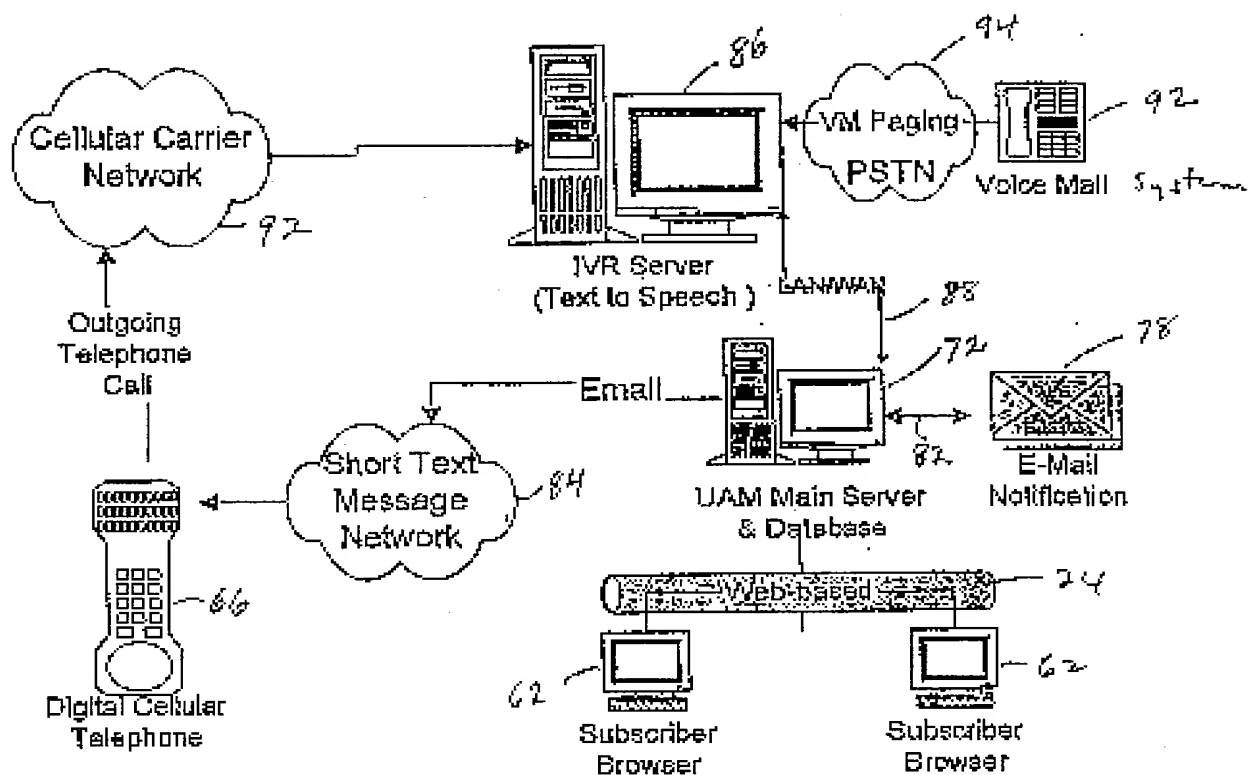 94
86
92
Cellular Carrier
Network
VM Paging
PSTN
Voice Mail System
92
IVR Server
(Text to Speech )
LAN/WAN
88
Outgoing
Telephone
Call
78
72
Email
82
E-Mail
Notification
Short Text
Message
Network
84
UAM Main Server
& Database
Web-based
24
66
62
62
Digital Cellular
Telephone
Subscriber
Browser
Subscriber
Browser